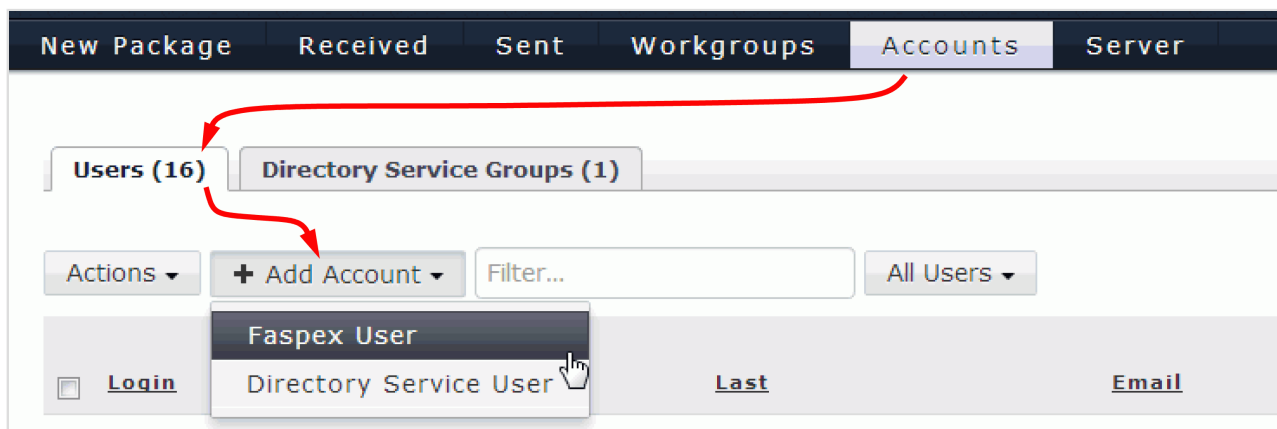 New Package Received Sent Workgroups Accounts Server
Users (16) Directory Service Groups (1)
Actions + Add Account Filter... All Users
Faspex User
Login Directory Service User Last Email